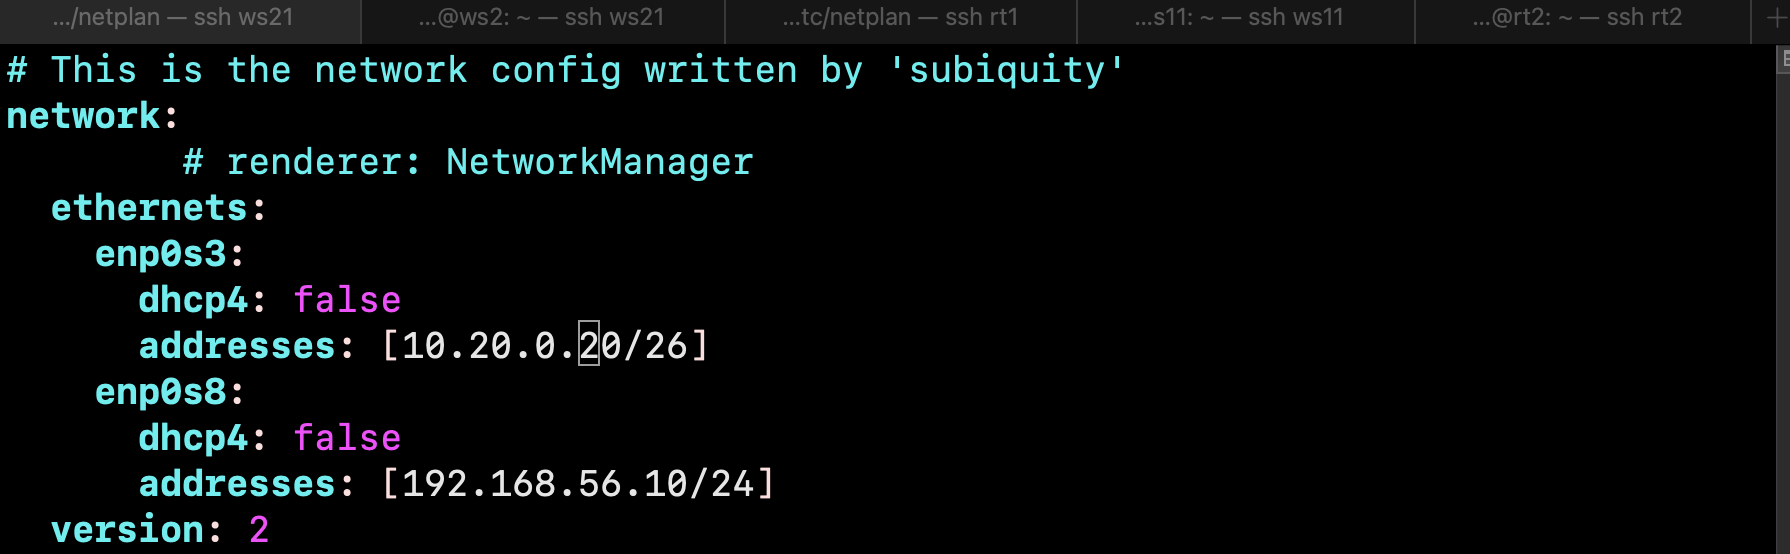 .../netplan — ssh ws21
...@ws2: ~ — ssh ws21
...tc/netplan — ssh rt1
...s11: ~ — ssh ws11
...@rt2: ~ — ssh rt2
# This is the network config written by 'subiquity'
network:
        # renderer: NetworkManager
  ethernets:
    enp0s3:
      dhcp4: false
      addresses: [10.20.0.20/26]
    enp0s8:
      dhcp4: false
      addresses: [192.168.56.10/24]
  version: 2